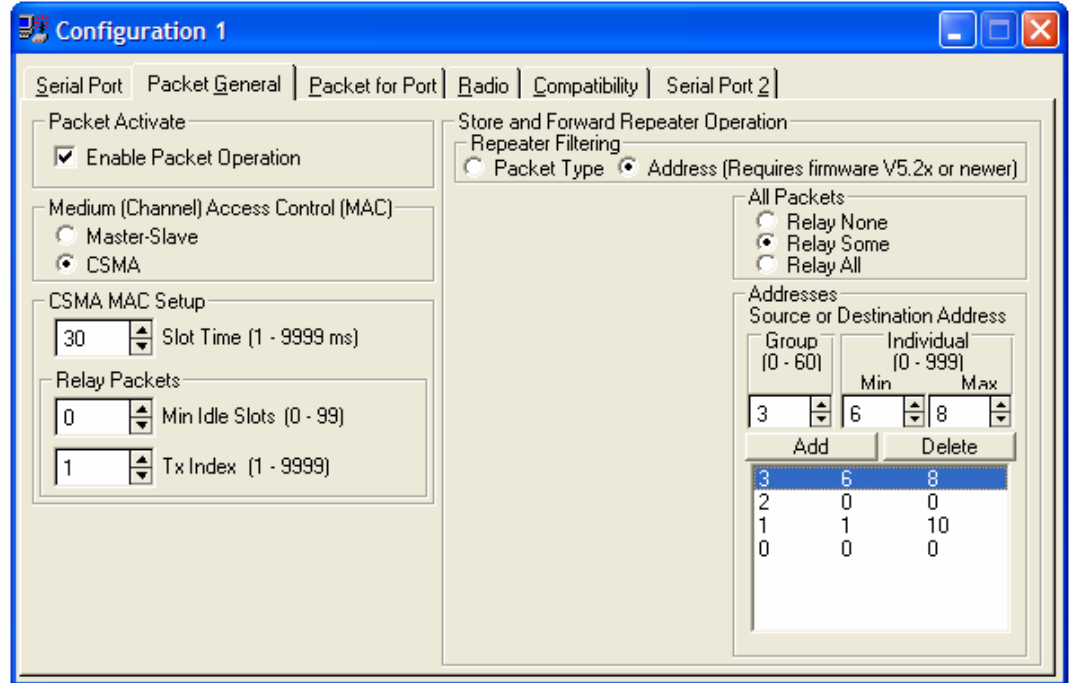 Configuration 1
Serial Port Packet General Packet for Port Radio Compatibility Serial Port 2
Packet Activate
Enable Packet Operation
Medium (Channel) Access Control (MAC)
Master-Slave
CSMA
CSMA MAC Setup
30 Slot Time (1 - 9999 ms)
Relay Packets
0 Min Idle Slots (0 - 99)
1 Tx Index (1 - 9999)
Store and Forward Repeater Operation
Repeater Filtering
Packet Type Address (Requires firmware V5.2x or newer)
All Packets
Relay None
Relay Some
Relay All
Addresses
Source or Destination Address
Group Individual
(0 - 60) (0 - 999)
Min Max
3 6 8
Add Delete
3 6 8
2 0 0
1 1 10
0 0 0